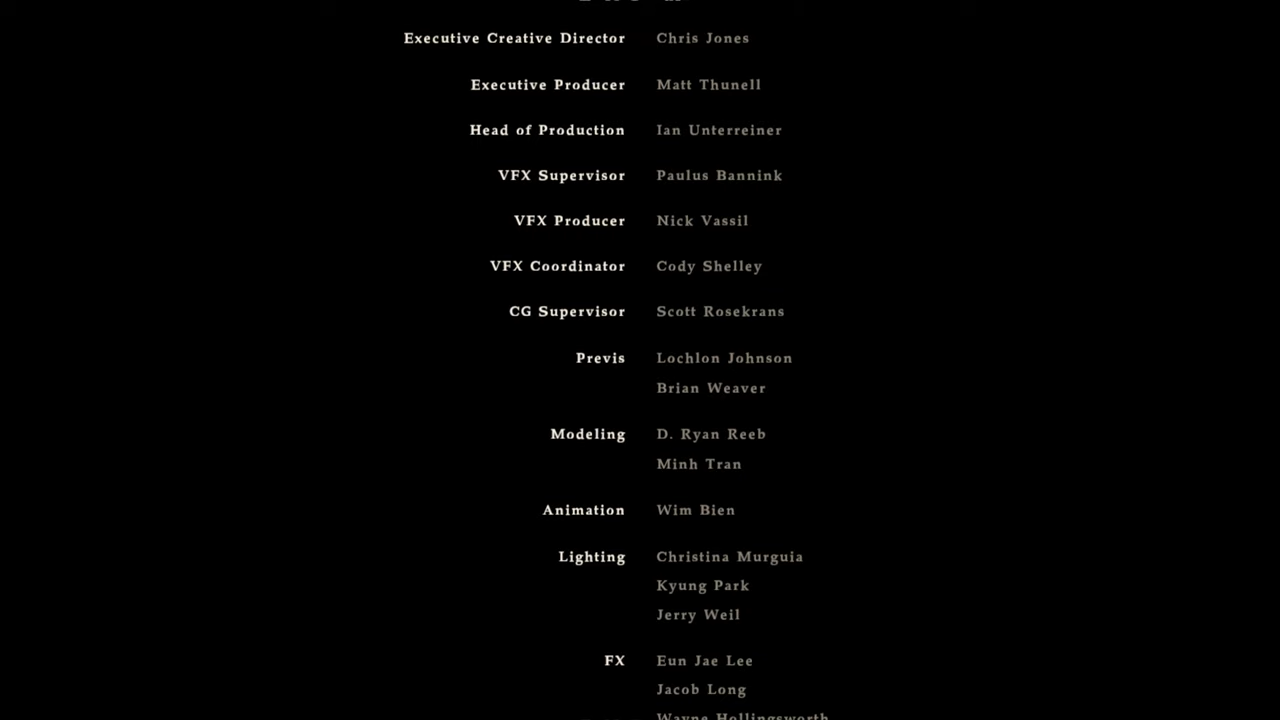 Executive Creative Director Chris Jones
Executive Producer Matt Thunell
Head of Production Ian Unterreiner
VFX Supervisor Paulus Bannink
VFX Producer Nick Vassil
VFX Coordinator Cody Shelley
CG Supervisor Scott Rosekrans
Previs Lochlon Johnson
Brian Weaver
Modeling D. Ryan Reeb
Minh Tran
Animation Wim Bien
Lighting Christina Murguia
Kyung Park
Jerry Weil
FX Eun Jae Lee
Jacob Long
Wayne Hollingsworth